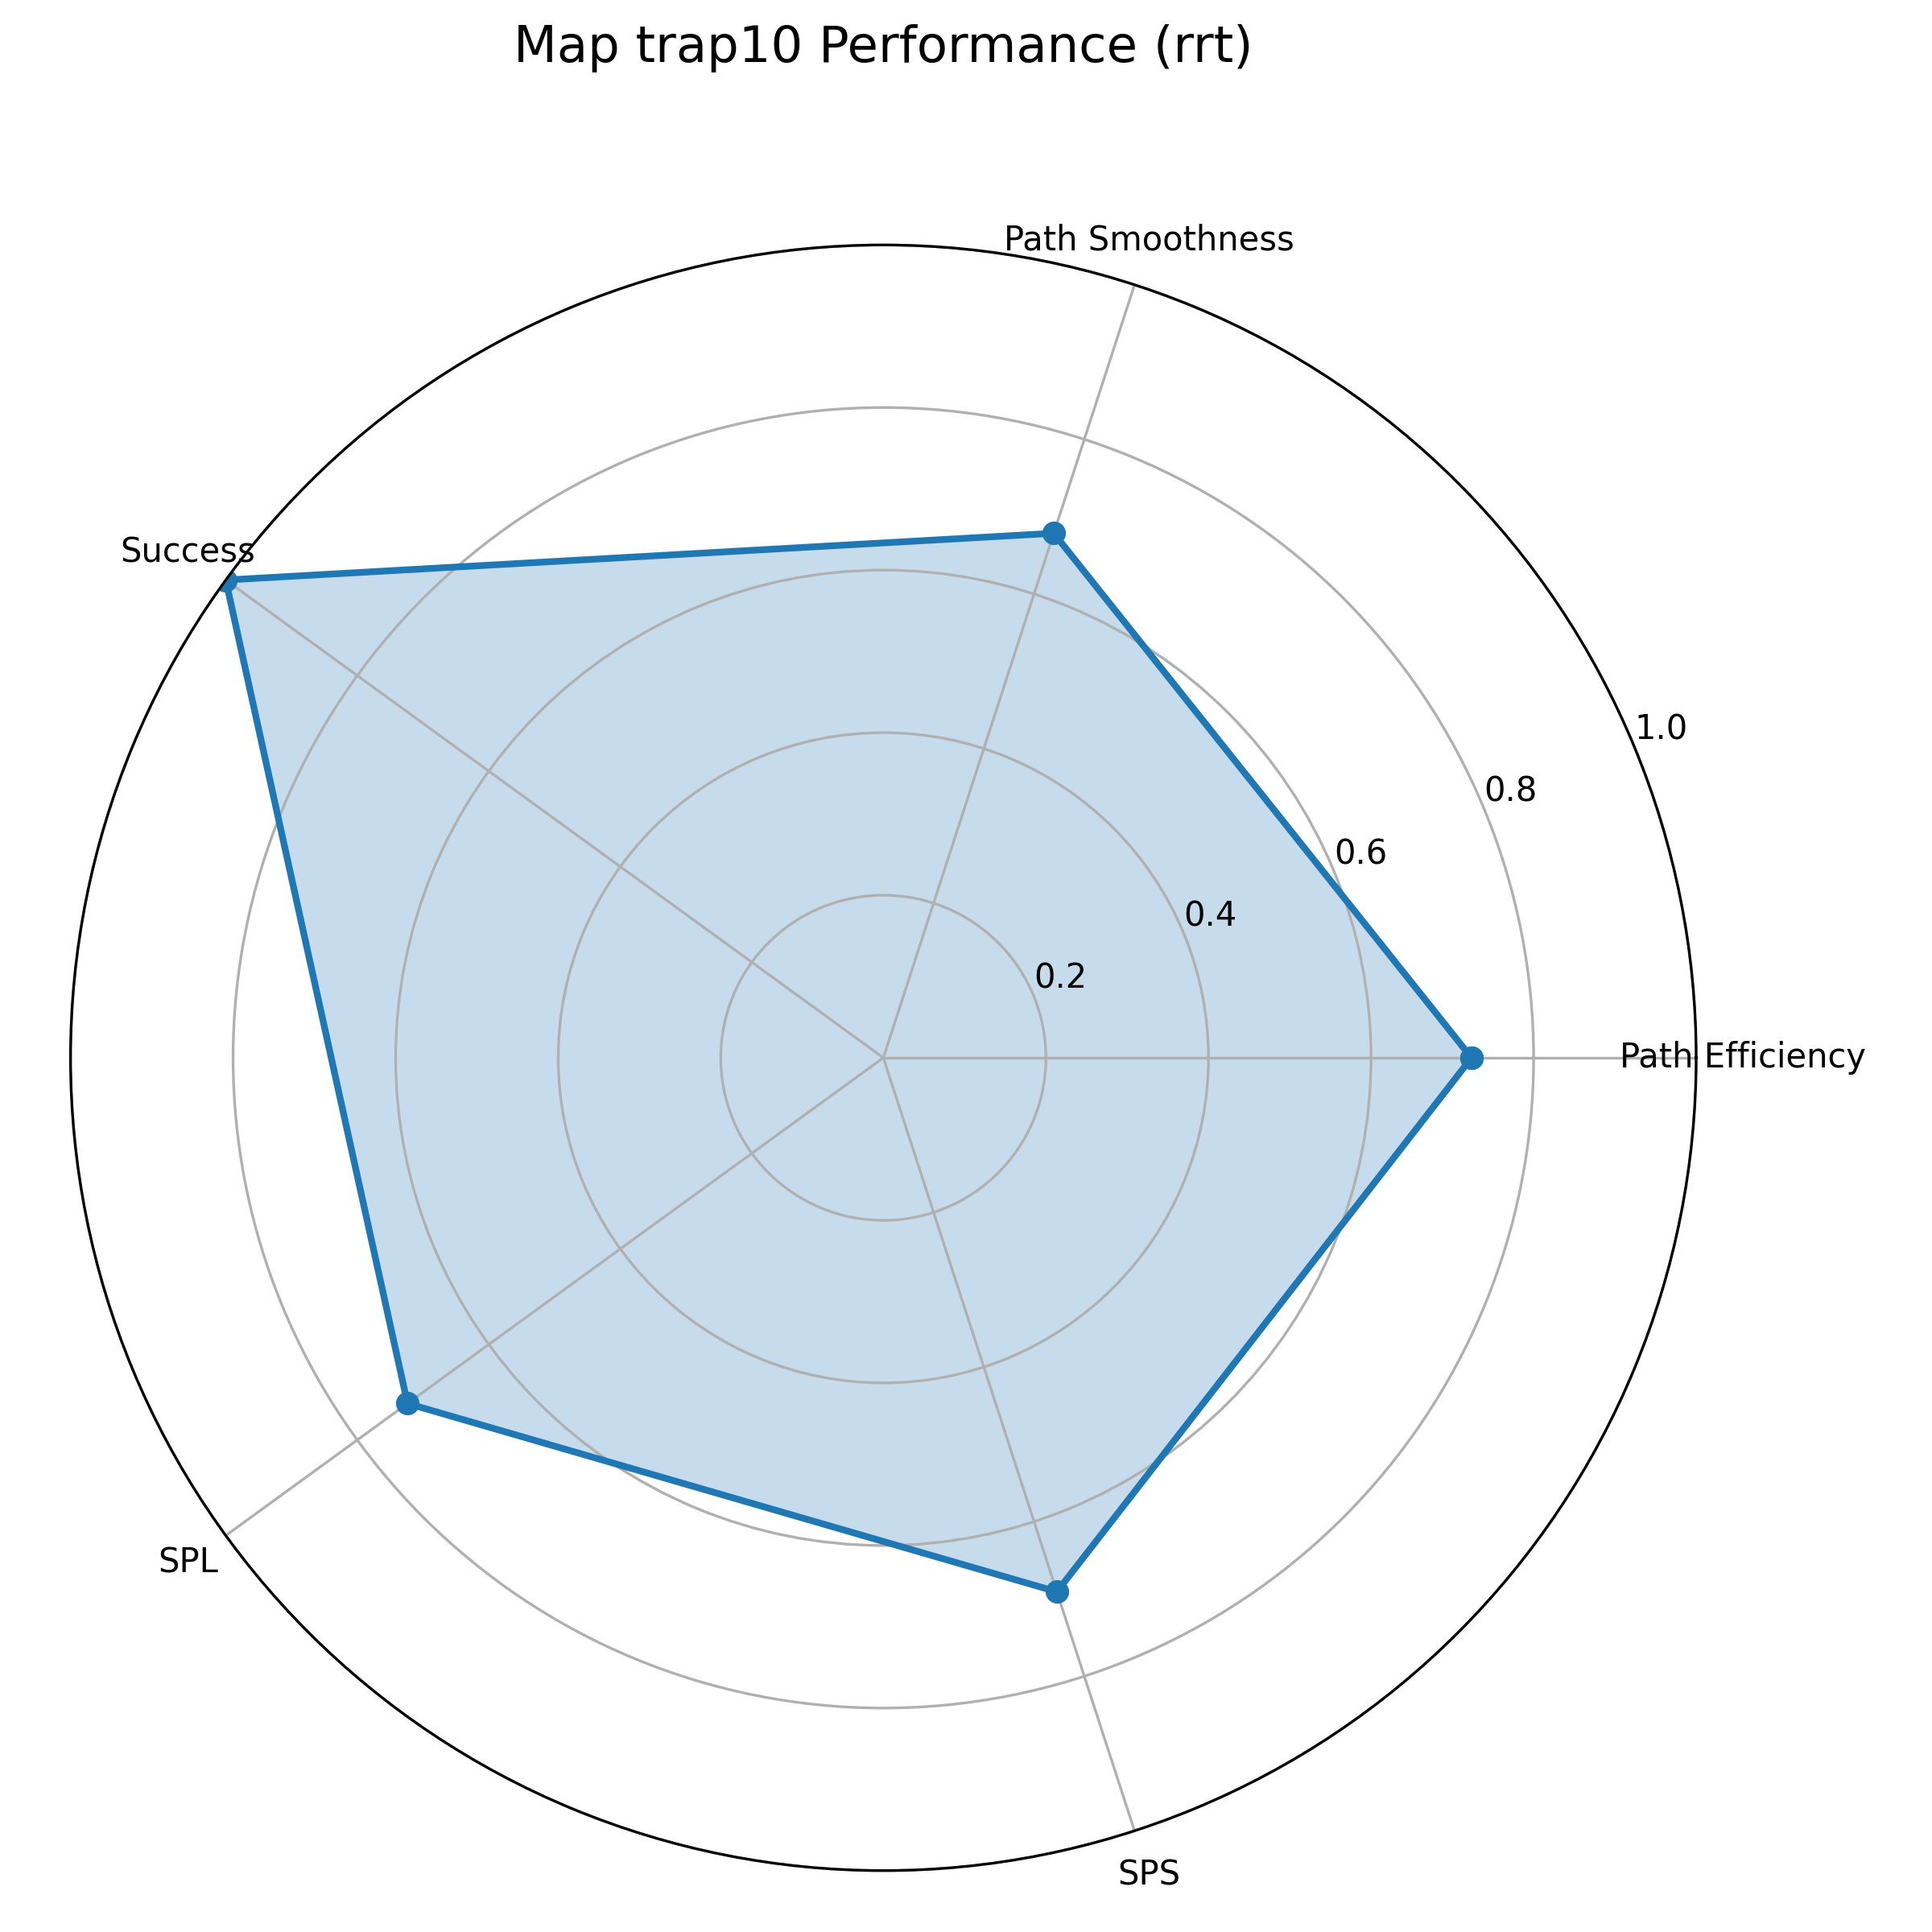 Map trap10 Performance (rrt)
Path Smoothness
Success
1.0
0.8
0.6
0.4
0.2
Path Efficiency
SPL
SPS